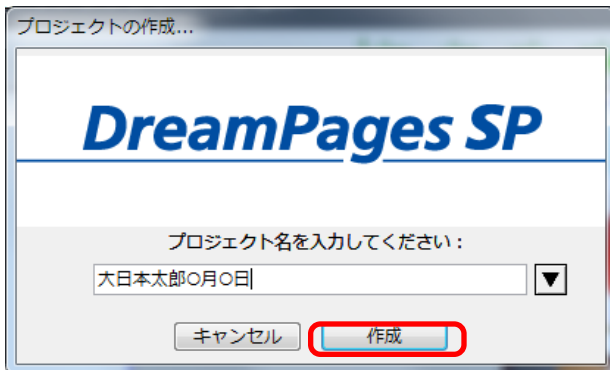 プロジェクトの作成...
DreamPages SP
プロジェクト名を入力してください：
大日本太郎○月○日
▼
キャンセル
作成